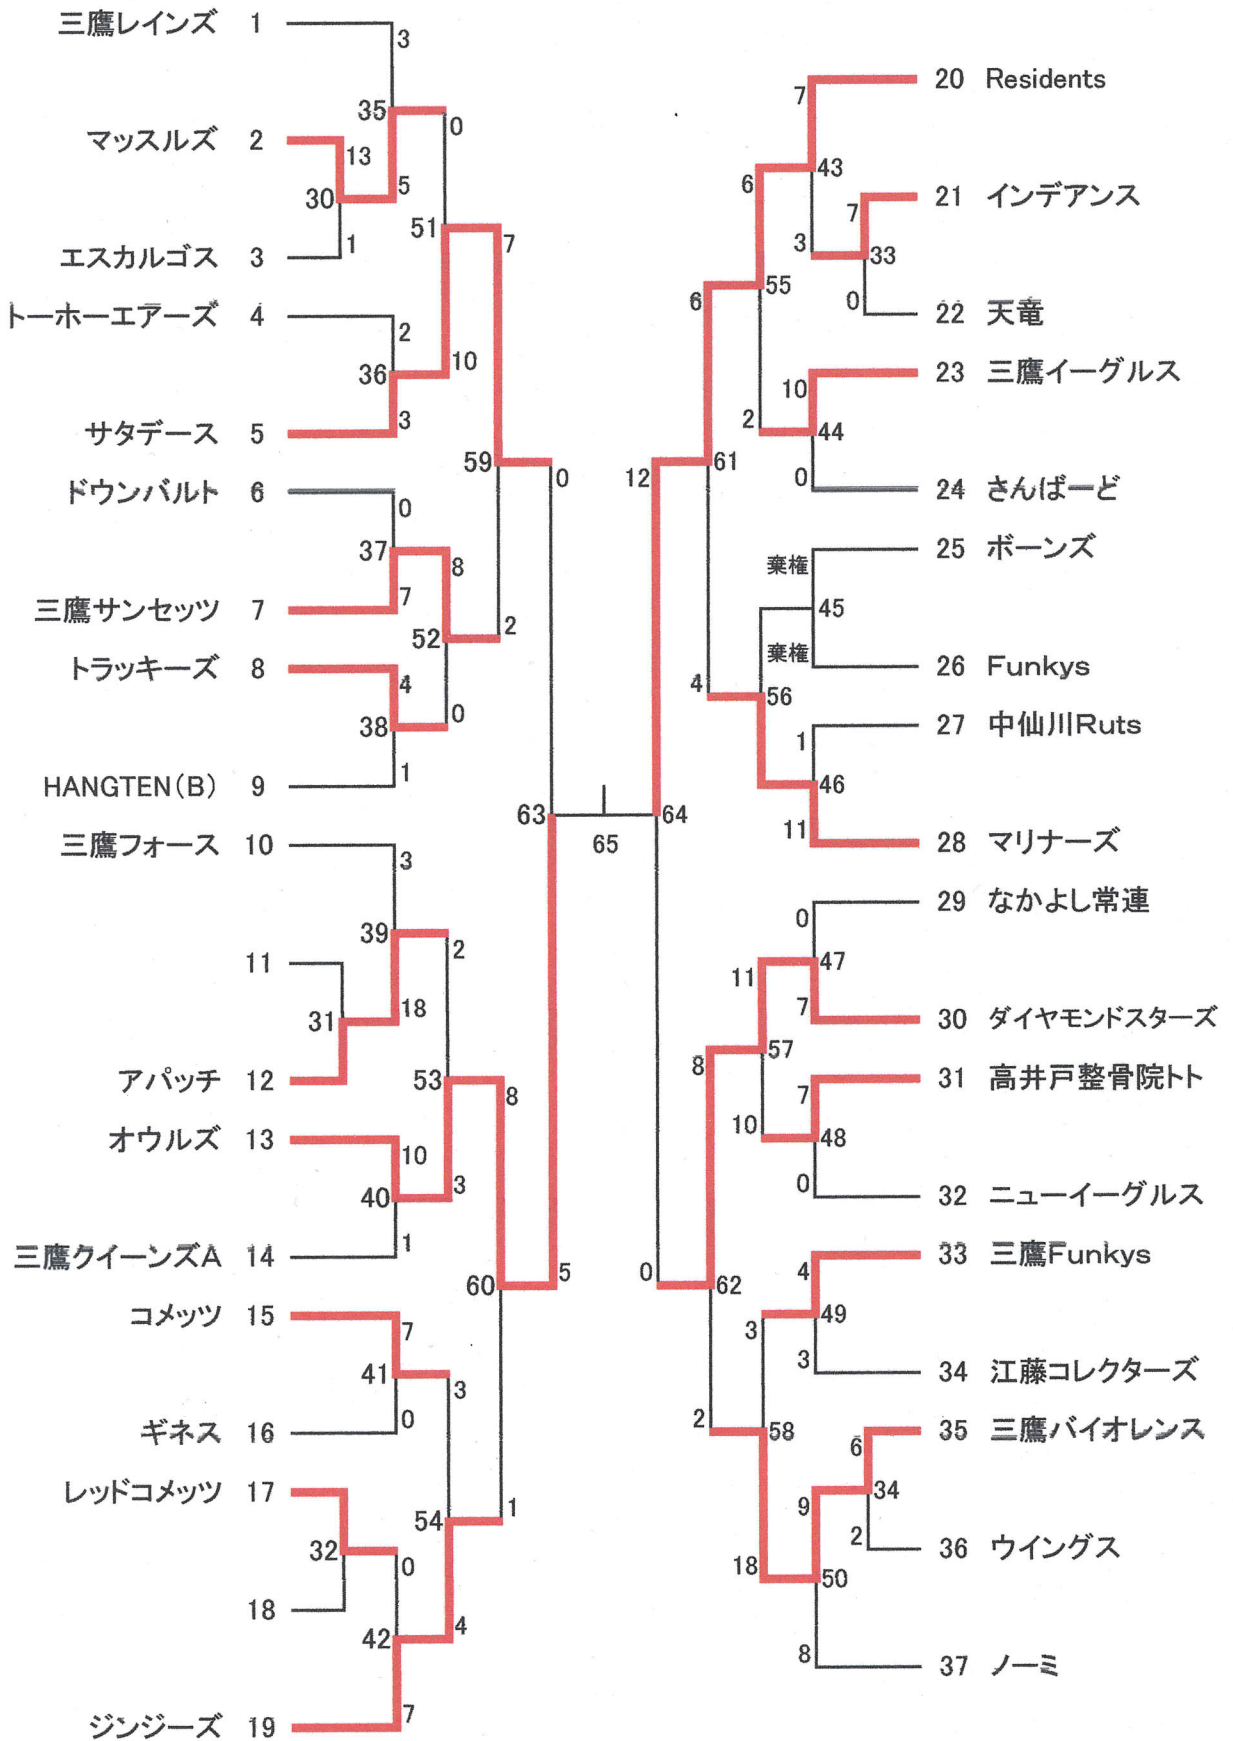 三鷹レインズ 1
3
35
0
マッスルズ 2
13
5
30
51
7
1
エスカルゴス 3
トーホーエアーズ 4
2
10
36
3
サタデース 5
59
0
ドウンバルト 6
0
37
8
7
三鷹サンセッツ 7
52
2
トラッキーズ 8
4
0
38
1
HANGTEN(B) 9
63
三鷹フォース 10
3
39
2
11
18
31
アパッチ 12
53
8
オウルズ 13
10
3
40
1
三鷹クイーンズA 14
60
5
コメッツ 15
7
41
3
0
ギネス 16
レッドコメッツ 17
1
54
32
0
18
4
42
7
ジンジーズ 19
65
20 Residents
7
43
6
21 インデアンス
7
3
33
55
6
0
22 天竜
23 三鷹イーグルス
10
2
44
61
12
0
24 さんばーど
25 ボーンズ
棄権
45
棄権
26 Funkys
4
56
27 中仙川Ruts
1
46
64
11
28 マリナーズ
29 なかよし常連
0
47
11
7
30 ダイヤモンドスターズ
57
8
31 高井戸整骨院トト
7
10
48
0
32 ニューイーグルス
33 三鷹Funkys
4
0
62
49
3
3
34 江藤コレクターズ
2
58
35 三鷹バイオレンス
6
34
9
2
36 ウイングス
18
50
8
37 ノーミ